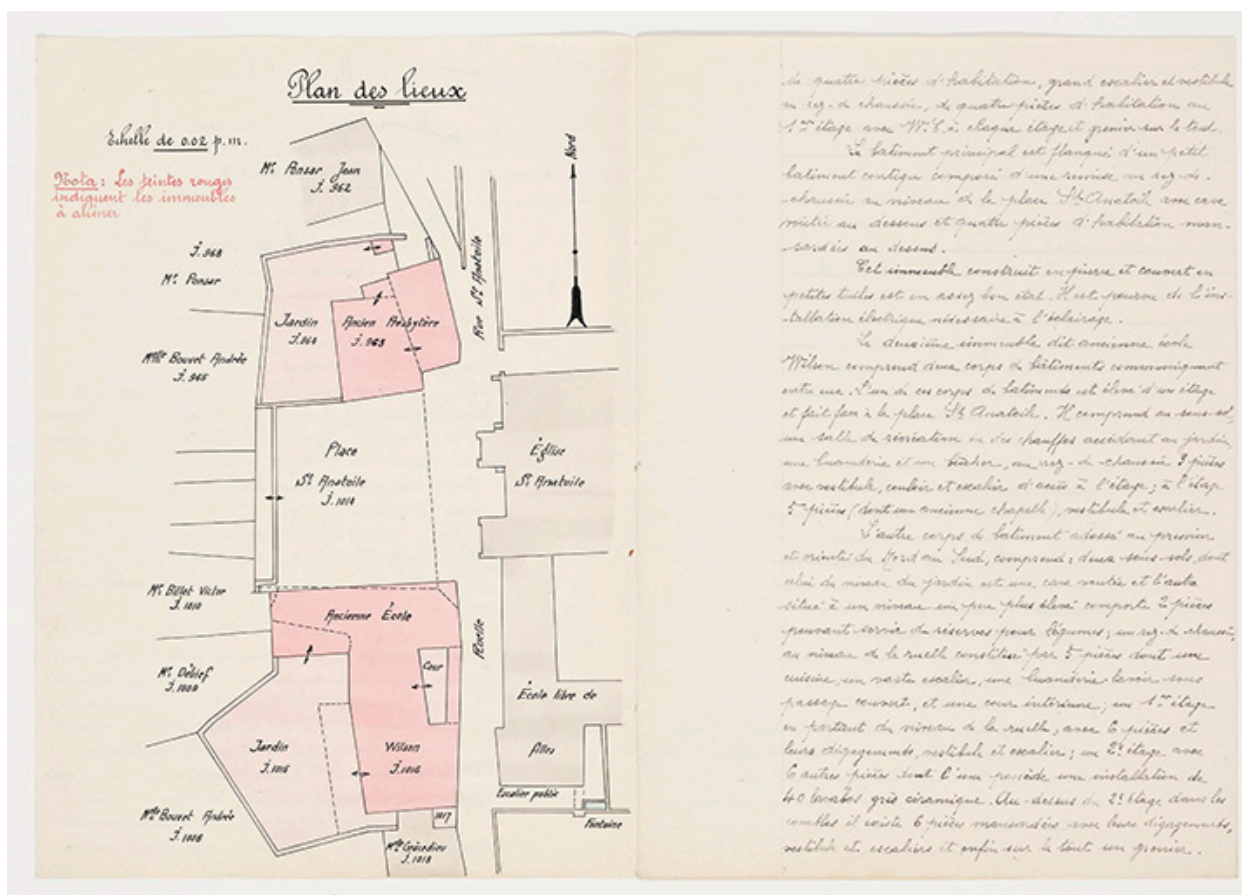 Plan des lieux
Echelle de 0.02 p.m.
Nota: Les teintes rouges
indiquent les immeubles
à aliéner
Mr Ponser Jean
J. 962
Nord
J. 968
Mr Ponser
Rue St Anatoile
Jardin
J. 964
Ancien Presbytère
J. 963
Mlle Bouvet Andrée
J. 965
Place
St Anatoile
J. 1014
Église
St Anatoile
Mr Billet Victor
J. 1010
Ancienne École
Ruelle
Mr
J. 1009
Cour
École libre de
filles
Jardin
J. 1015
Wilson
J. 1016
Escalier public
Mlle Bouvet Andrée
J. 1008
1017
Fontaine
J. 1018
de quatre pièces d'habitation, grand escalier et vestibule
au rez-de chaussée, de quatre pièces d'habitation au
1er étage avec W.C. à chaque étage et grenier sur le tout.
Le batiment principal est flanqué d'un petit
batiment contigu composé d'une remise au rez-de-
-chaussée au niveau de la place St Anatoile avec cave
voûtée au dessous et quatre pièces d'habitation man-
sardées au dessus.
Cet immeuble construit en pierre et couvert en
petites tuiles est en assez bon état. Il est pourvu de l'ins-
-tallation électrique nécessaire à l'éclairage.
Le deuxième immeuble dit ancienne école
Wilson comprend deux corps de bâtiments communiquant
entre eux. L'un de ces corps de batiments est élevé d'un étage
et fait face à la place St Anatoile. Il comprend au sous-sol,
une salle de récréation ou des chauffes accédant au jardin,
une buanderie et un bûcher, au rez-de-chaussée 3 pièces
avec vestibule, couloir et escalier d'accès à l'étage; à l'étage
5 pièces (dont une ancienne chapelle), vestibule et escalier.
L'autre corps de batiment adossé au premier
et orienté du Nord au Sud, comprend: deux sous-sols, dont
celui du niveau du jardin est une cave voutée et l'autre
situé à un niveau un peu plus élevé comporte 2 pièces
pouvant servir de réserves pour légumes; un rez-de chaussée,
au niveau de la ruelle constitué par 5 pièces dont une
cuisine, un vaste escalier, une buanderie lavoir sous
passage couvert, et une cour intérieure; un 1er étage
en partant du niveau de la ruelle, avec 6 pièces et
leurs dégagements, vestibule et escalier; un 2e étage avec
6 autres pièces dont l'une possède une installation de
40 lavabos grès céramique. Au-dessus du 2e étage dans les
combles il existe 6 pièces mansardées avec leurs dégagements,
vestibule et escaliers et enfin sur le tout un grenier.